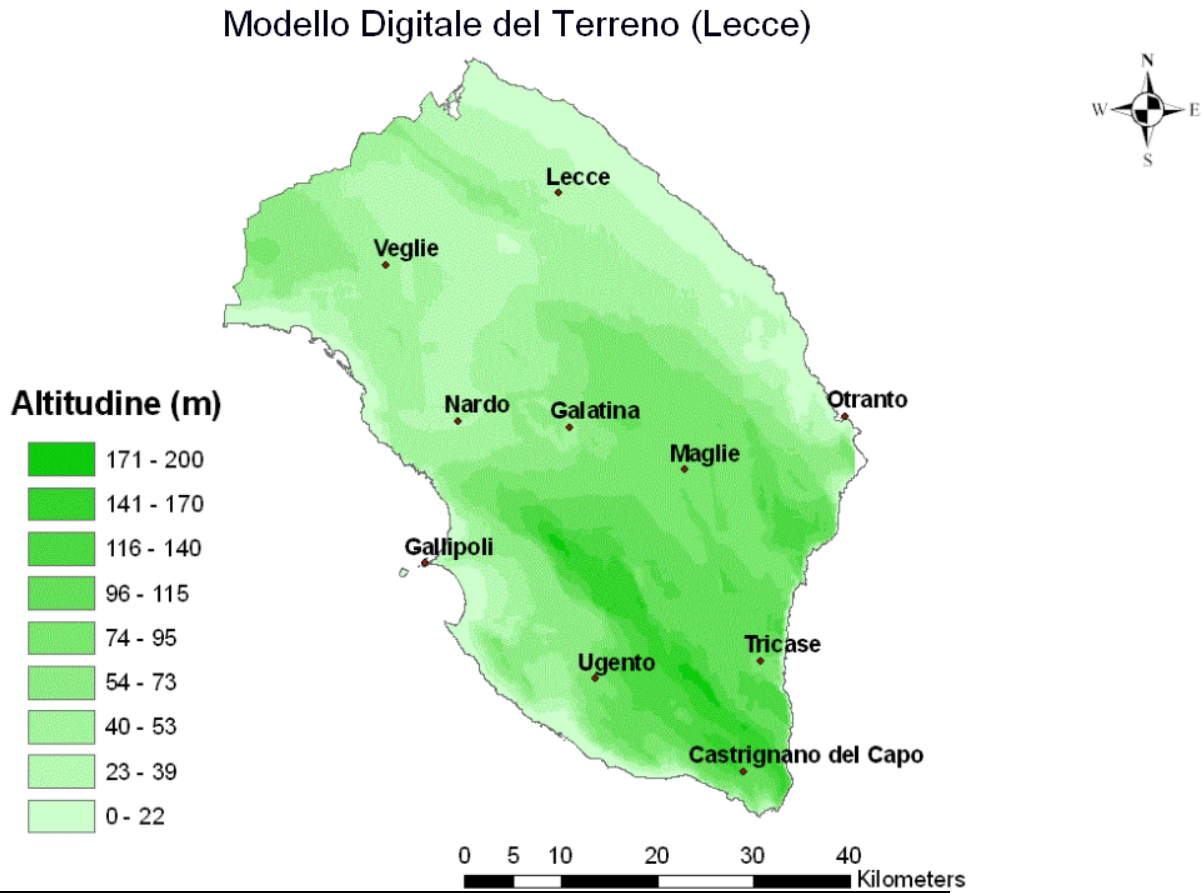 Modello Digitale del Terreno (Lecce)
N
W E
S
Lecce
Veglie
Altitudine (m)
Nardo
Galatina
Otranto
Maglie
Gallipoli
Tricase
Ugento
Castrignano del Capo
171 - 200
141 - 170
116 - 140
96 - 115
74 - 95
54 - 73
40 - 53
23 - 39
0 - 22
0 5 10 20 30 40
Kilometers